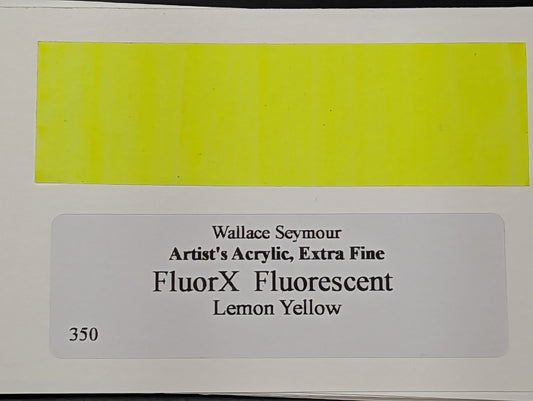 Wallace Seymour
Artist's Acrylic, Extra Fine
FluorX Fluorescent
Lemon Yellow
350